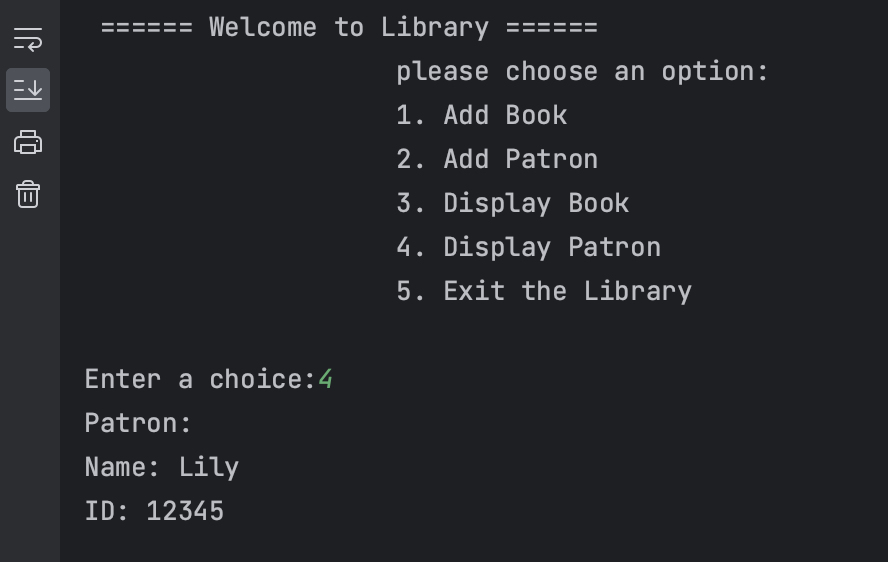 ====== Welcome to Library ======
please choose an option:
1. Add Book
2. Add Patron
3. Display Book
4. Display Patron
5. Exit the Library
Enter a choice:4
Patron:
Name: Lily
ID: 12345